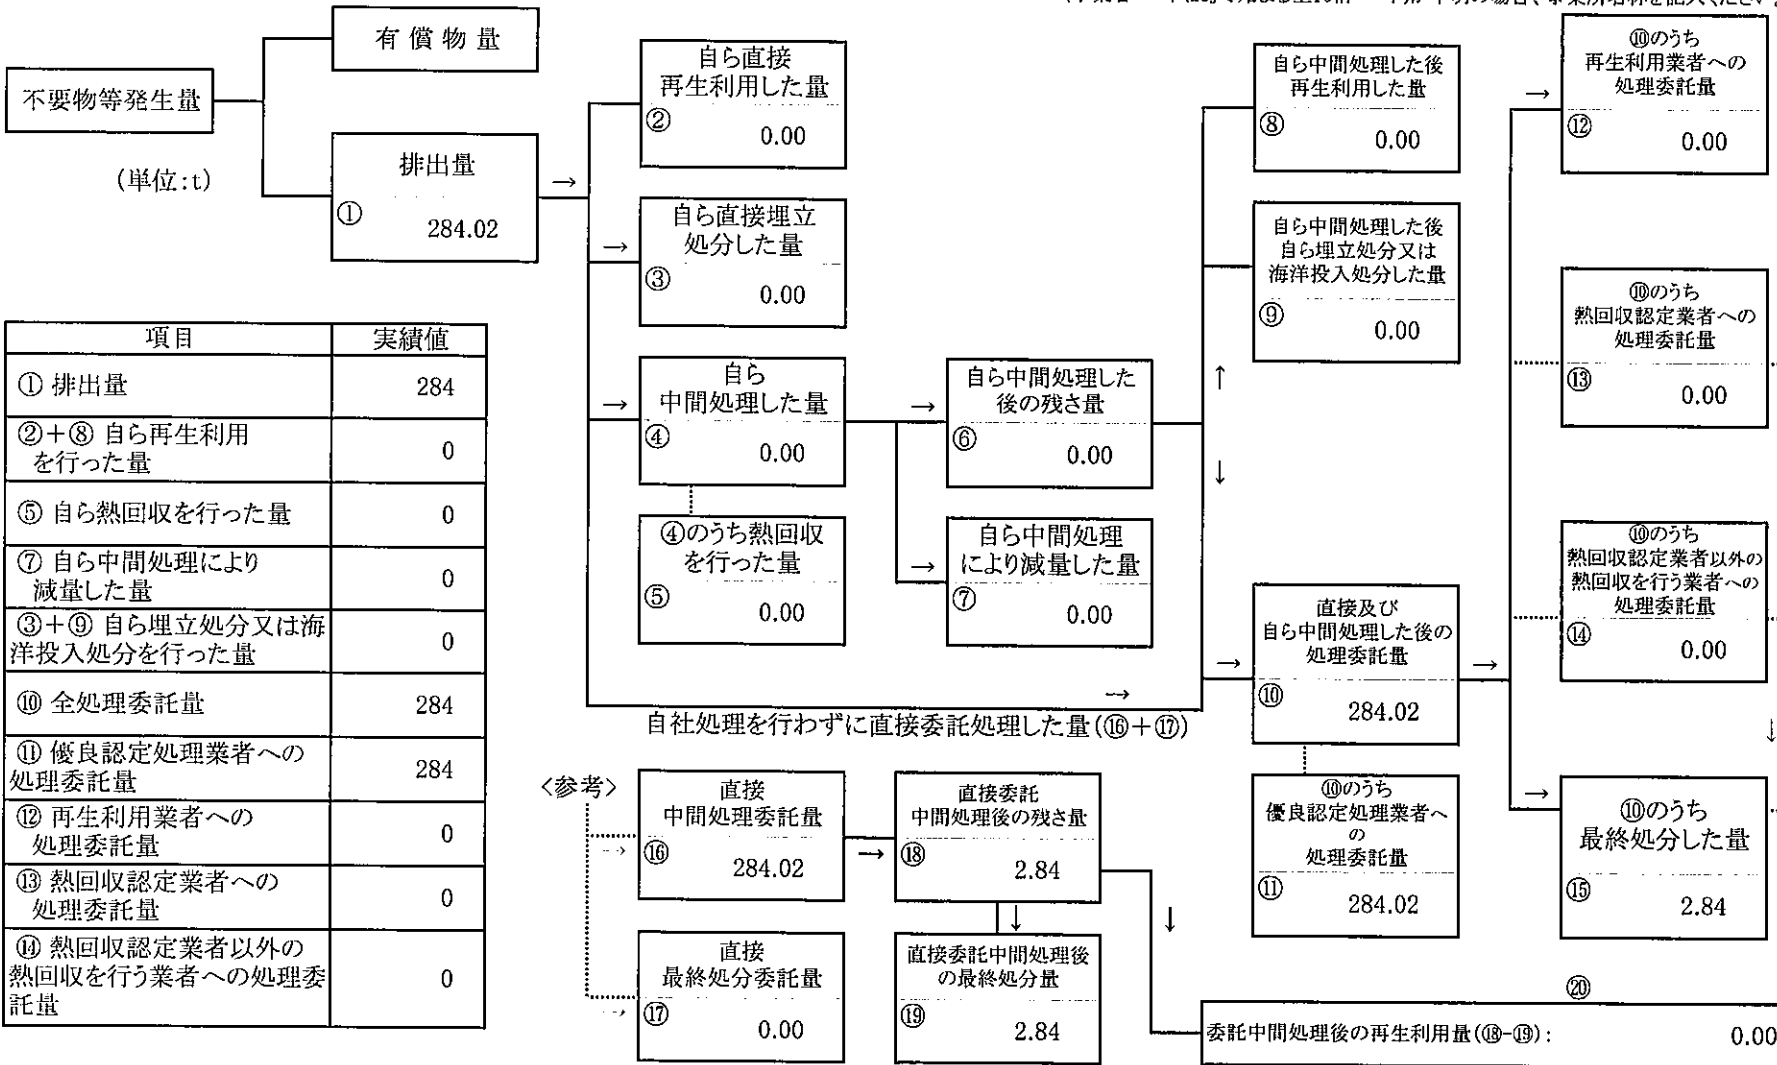 有償物量
不要物等発生量
(単位:t)
排出量
①
284.02
→
自ら直接
再生利用した量
②
0.00
→
自ら直接埋立
処分した量
③
0.00
→
自ら
中間処理した量
④
0.00
④のうち熱回収
を行った量
⑤
0.00
→
自ら中間処理した
後の残さ量
⑥
0.00
→
自ら中間処理
により減量した量
⑦
0.00
自ら中間処理した後
再生利用した量
⑧
0.00
自ら中間処理した後
自ら埋立処分又は
海洋投入処分した量
⑨
0.00
↑
↓
→
直接及び
自ら中間処理した後の
処理委託量
⑩
284.02
⑩のうち
優良認定処理業者へ
の
処理委託量
⑪
284.02
→
→
⑩のうち
再生利用業者への
処理委託量
⑫
0.00
⑩のうち
熱回収認定業者への
処理委託量
⑬
0.00
⑩のうち
熱回収認定業者以外の
熱回収を行う業者への
処理委託量
⑭
0.00
↓
→
⑩のうち
最終処分した量
⑮
2.84
→
自社処理を行わずに直接委託処理した量(⑯+⑰)
〈参考〉
→
直接
中間処理委託量
⑯
284.02
→
直接
最終処分委託量
⑰
0.00
→
直接委託
中間処理後の残さ量
⑱
2.84
↓
直接委託中間処理後
の最終処分量
⑲
2.84
↓
⑳
委託中間処理後の再生利用量(⑱-⑲): 0.00
項目 実績値
① 排出量 284
②+⑧ 自ら再生利用
を行った量 0
⑤ 自ら熱回収を行った量 0
⑦ 自ら中間処理により
減量した量 0
③+⑨ 自ら埋立処分又は海
洋投入処分を行った量 0
⑩ 全処理委託量 284
⑪ 優良認定処理業者への
処理委託量 284
⑫ 再生利用業者への
処理委託量 0
⑬ 熱回収認定業者への
処理委託量 0
⑭ 熱回収認定業者以外の
熱回収を行う業者への処理委
託量 0